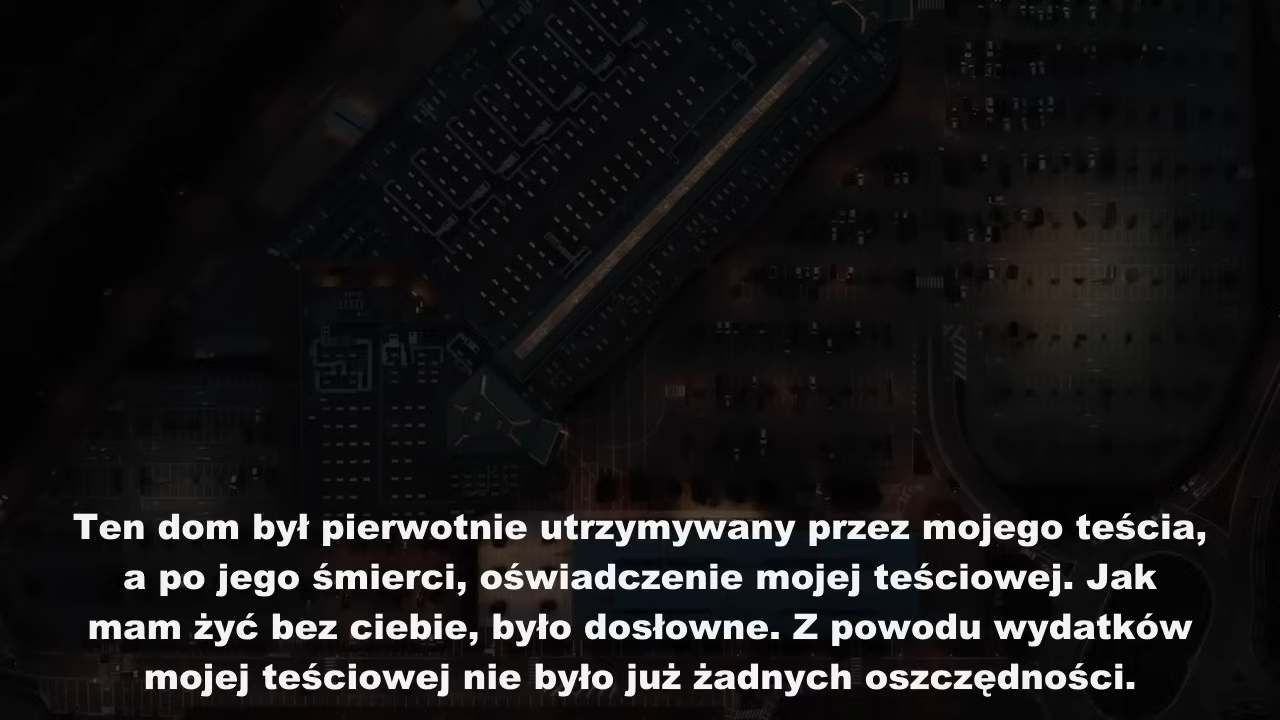 Ten dom był pierwotnie utrzymywany przez mojego teścia,
a po jego śmierci, oświadczenie mojej teściowej. Jak
mam żyć bez ciebie, było dosłowne. Z powodu wydatków
mojej teściowej nie było już żadnych oszczędności.